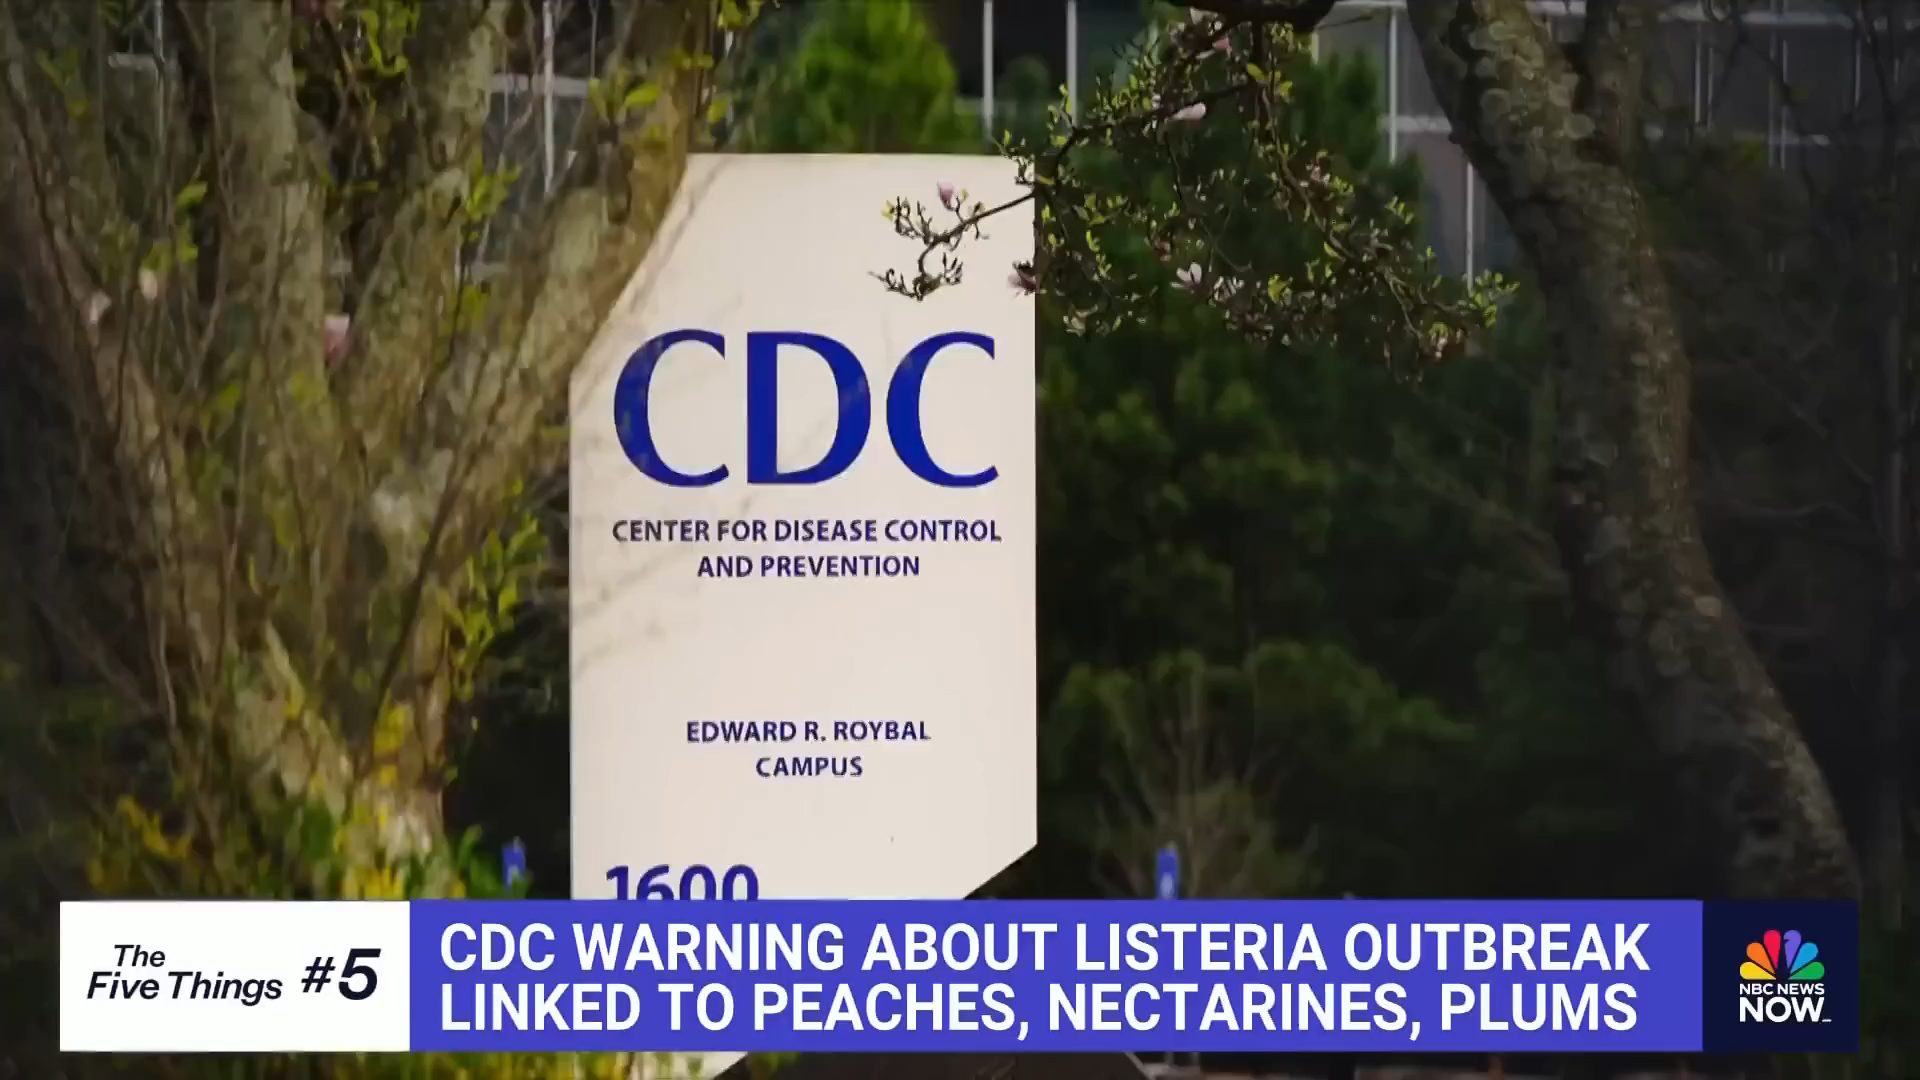 CDC
CENTER FOR DISEASE CONTROL
AND PREVENTION
EDWARD R. ROYBAL
CAMPUS
1600
The
Five Things #5
CDC WARNING ABOUT LISTERIA OUTBREAK
LINKED TO PEACHES, NECTARINES, PLUMS
NBC NEWS
NOW